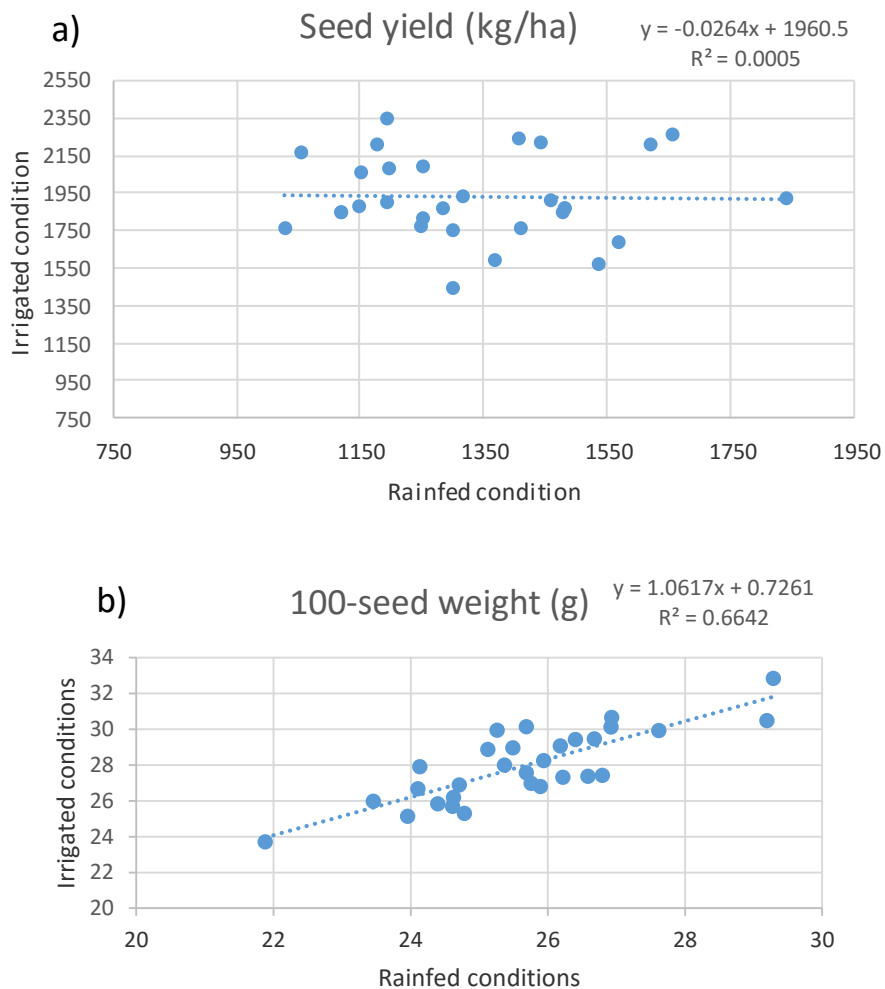 a)
Seed yield (kg/ha)
y = -0.0264x + 1960.5
R² = 0.0005
2550
2350
2150
1950
1750
1550
1350
1150
950
750
Irrigated condition
750 950 1150 1350 1550 1750 1950
Rainfed condition
b)
100-seed weight (g)
y = 1.0617x + 0.7261
R² = 0.6642
34
32
30
28
26
24
22
20
Irrigated conditions
20 22 24 26 28 30
Rainfed conditions